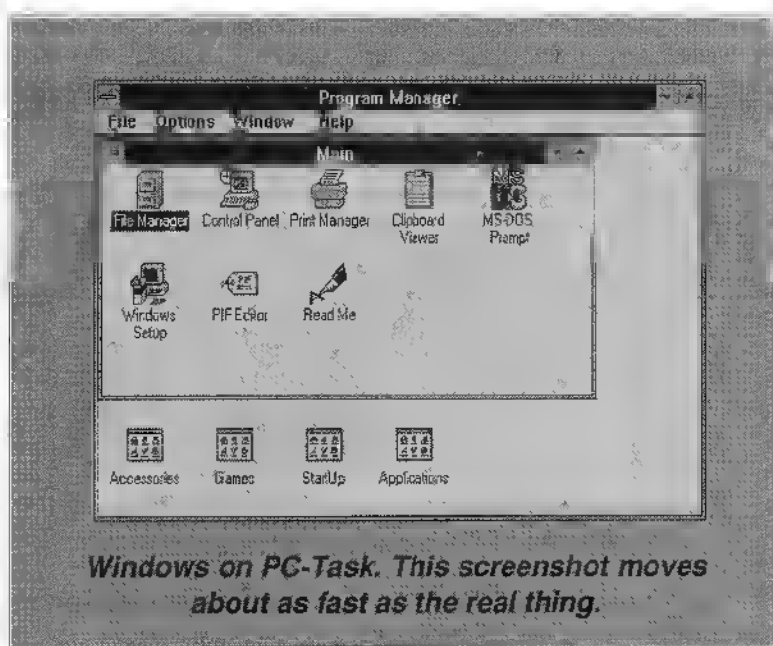 Program Manager
File Options Window Help
Main
File Manager Control Panel Print Manager Clipboard Viewer MS-DOS Prompt
Windows Setup PIF Editor Read Me
Accessories Games StartUp Applications
Windows on PC-Task. This screenshot moves
about as fast as the real thing.